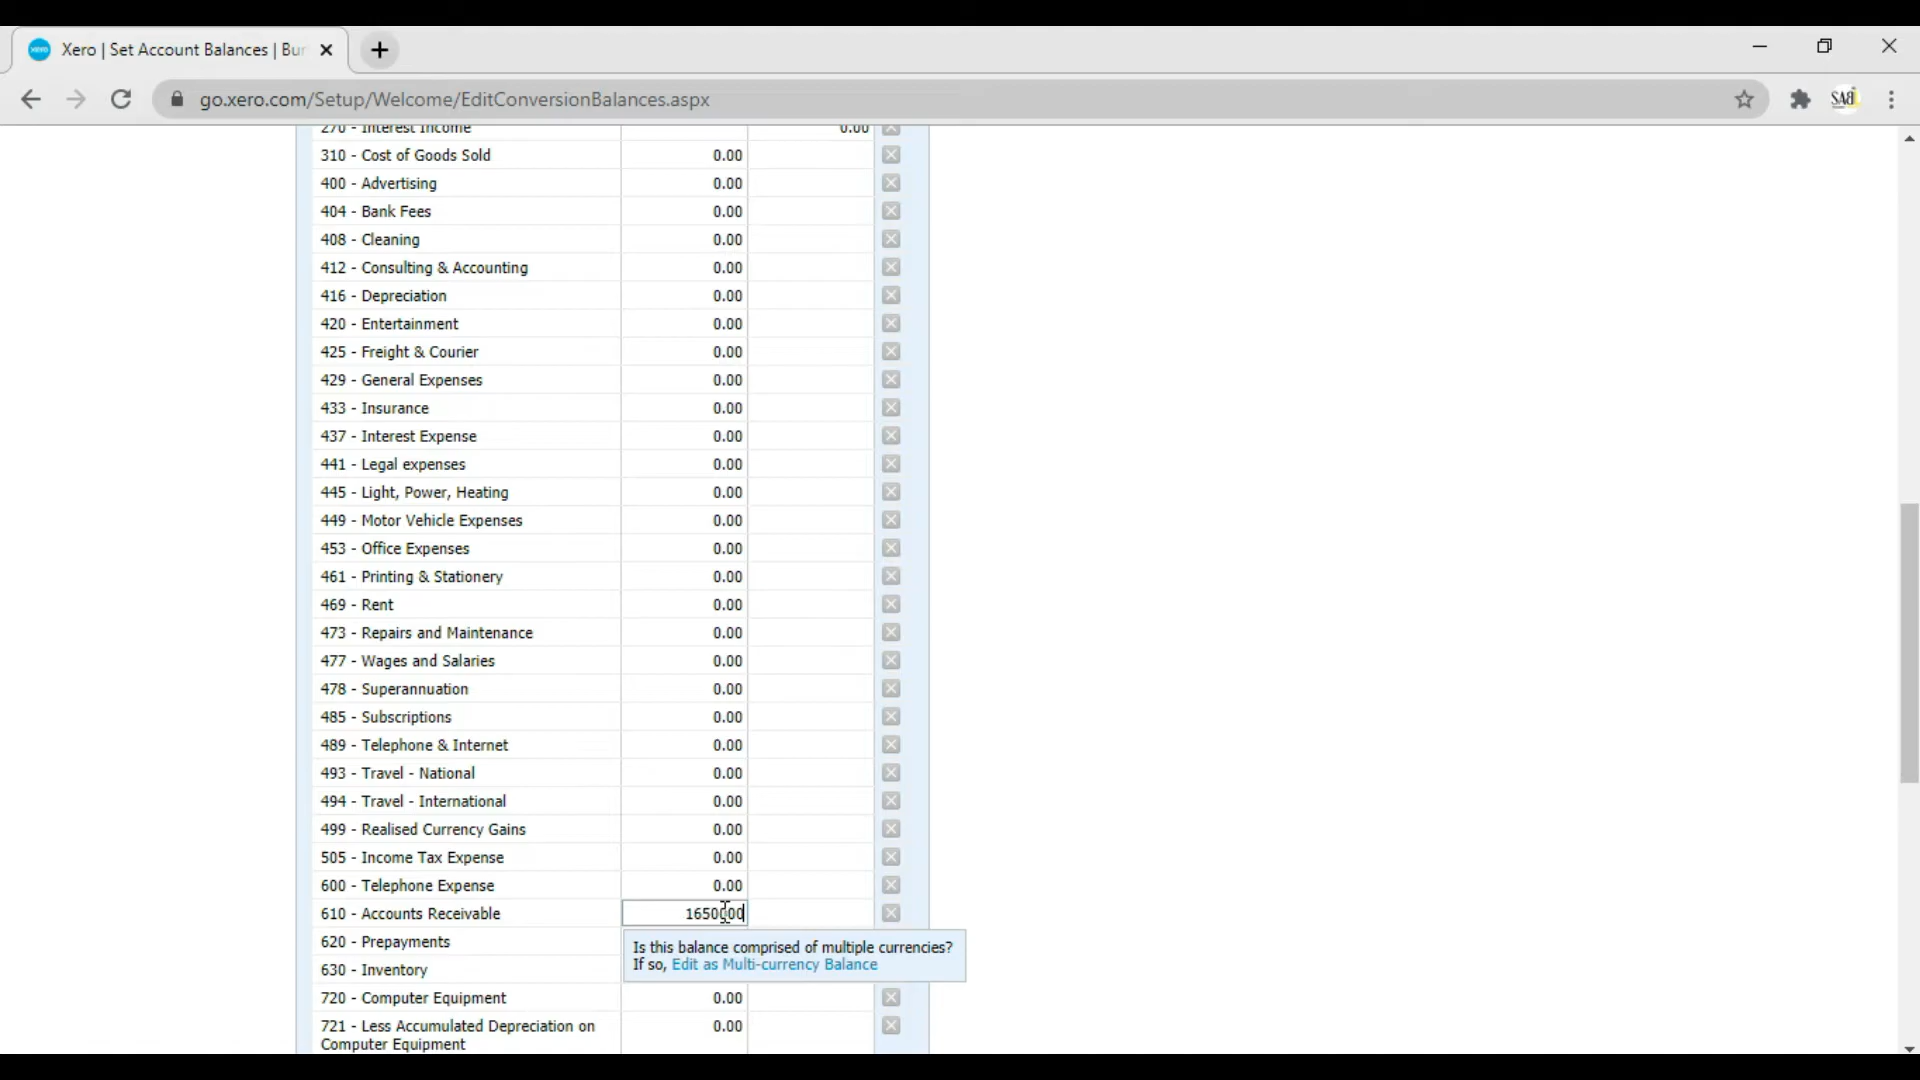 Xero | Set Account Balances | Bur
go.xero.com/Setup/Welcome/EditConversionBalances.aspx
SABi
270 - Interest Income 0.00
310 - Cost of Goods Sold 0.00
400 - Advertising 0.00
404 - Bank Fees 0.00
408 - Cleaning 0.00
412 - Consulting & Accounting 0.00
416 - Depreciation 0.00
420 - Entertainment 0.00
425 - Freight & Courier 0.00
429 - General Expenses 0.00
433 - Insurance 0.00
437 - Interest Expense 0.00
441 - Legal expenses 0.00
445 - Light, Power, Heating 0.00
449 - Motor Vehicle Expenses 0.00
453 - Office Expenses 0.00
461 - Printing & Stationery 0.00
469 - Rent 0.00
473 - Repairs and Maintenance 0.00
477 - Wages and Salaries 0.00
478 - Superannuation 0.00
485 - Subscriptions 0.00
489 - Telephone & Internet 0.00
493 - Travel - National 0.00
494 - Travel - International 0.00
499 - Realised Currency Gains 0.00
505 - Income Tax Expense 0.00
600 - Telephone Expense 0.00
610 - Accounts Receivable
620 - Prepayments
Is this balance comprised of multiple currencies?
If so, Edit as Multi-currency Balance
630 - Inventory
720 - Computer Equipment 0.00
721 - Less Accumulated Depreciation on 0.00
Computer Equipment